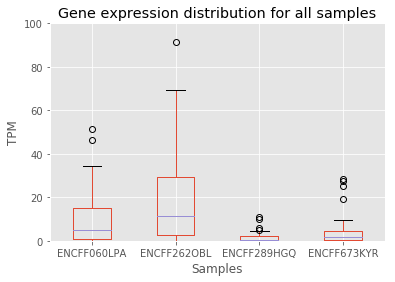 Gene expression distribution for all samples
TPM
100
80
60
40
20
0
ENCFF060LPA ENCFF262OBL ENCFF289HGQ ENCFF673KYR
Samples